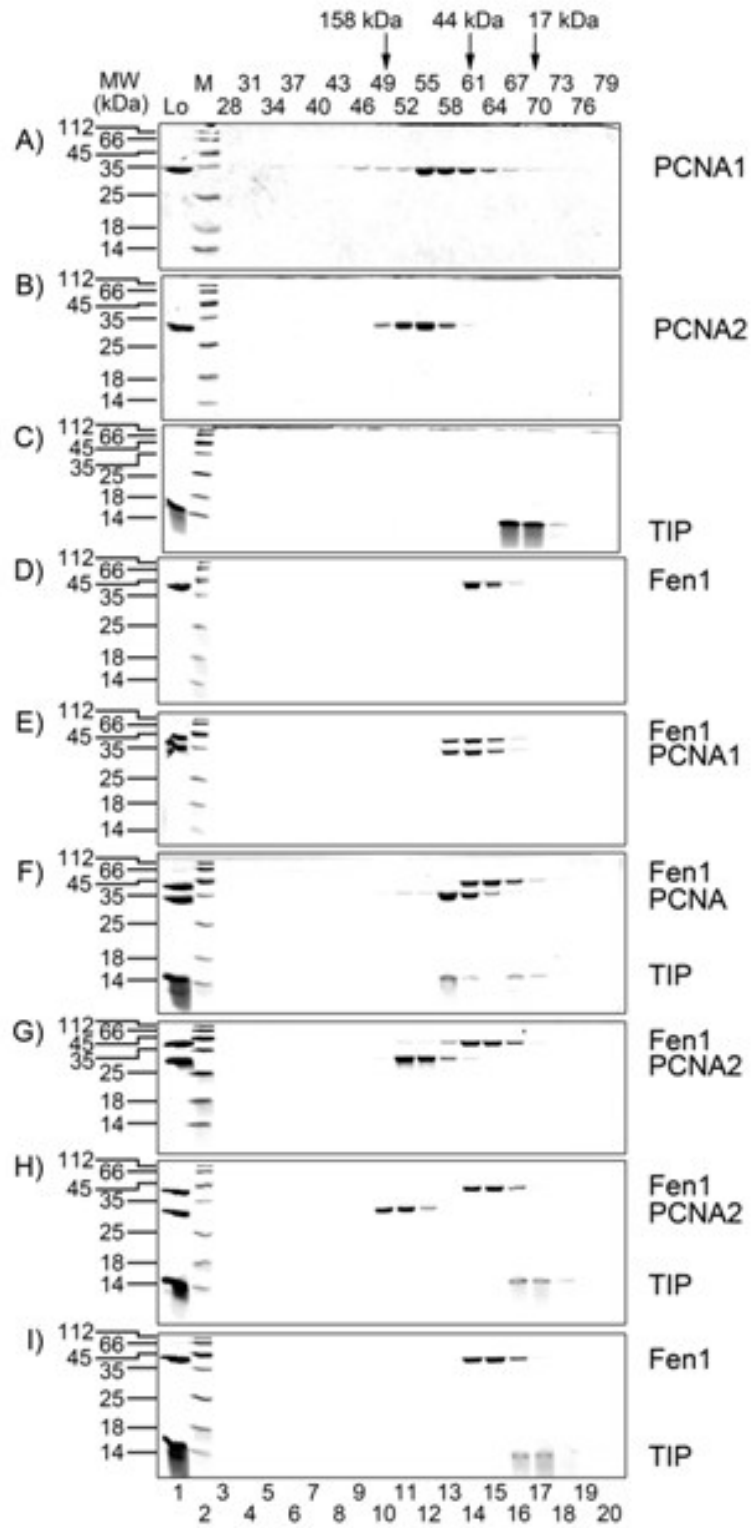 158 kDa 44 kDa 17 kDa
MW M 31 37 43 49 55 61 67 73 79
(kDa) Lo 28 34 40 46 52 58 64 70 76
A) 112
66
45
35 PCNA1
25
18
14
B) 112
66
45
35 PCNA2
25
18
14
C) 112
66
45
35
25
18
14 TIP
D) 112
66 Fen1
45
35
25
18
14
E) 112
66 Fen1
45 PCNA1
35
25
18
14
F) 112
66 Fen1
45 PCNA
35
25
18
14 TIP
G) 112
66 Fen1
45
35 PCNA2
25
18
14
H) 112
66 Fen1
45
35 PCNA2
25
18
14 TIP
I) 112
66 Fen1
45
35
25
18
14 TIP
1 3 5 7 9 11 13 15 17 19
2 4 6 8 10 12 14 16 18 20